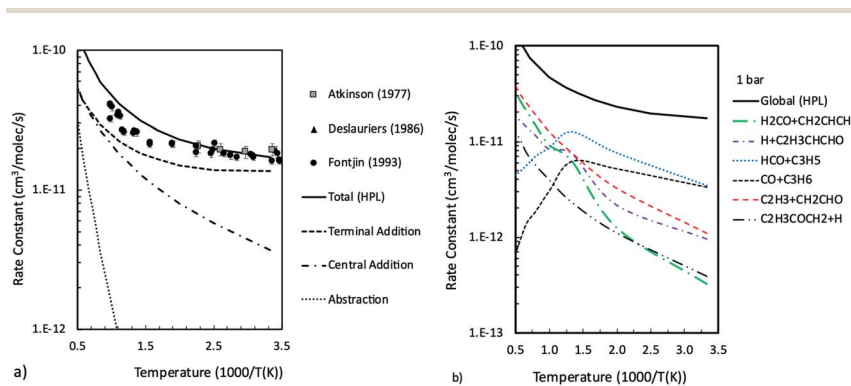 1.E-10
1.E-11
1.E-12
0.5
1.5
2.5
3.5
Rate Constant (cm³/molec/s)
Temperature (1000/T(K))
a)
Atkinson (1977)
Deslauriers (1986)
Fontjin (1993)
Total (HPL)
Terminal Addition
Central Addition
Abstraction
1.E-10
1.E-11
1.E-12
1.E-13
0.5
1.0
1.5
2.0
2.5
3.0
3.5
Rate Constant (cm³/molec/s)
Temperature (1000/T(K))
b)
1 bar
Global (HPL)
H2CO+CH2CHCH
H+C2H3CHCHO
HCO+C3H5
CO+C3H6
C2H3+CH2CHO
C2H3COCH2+H